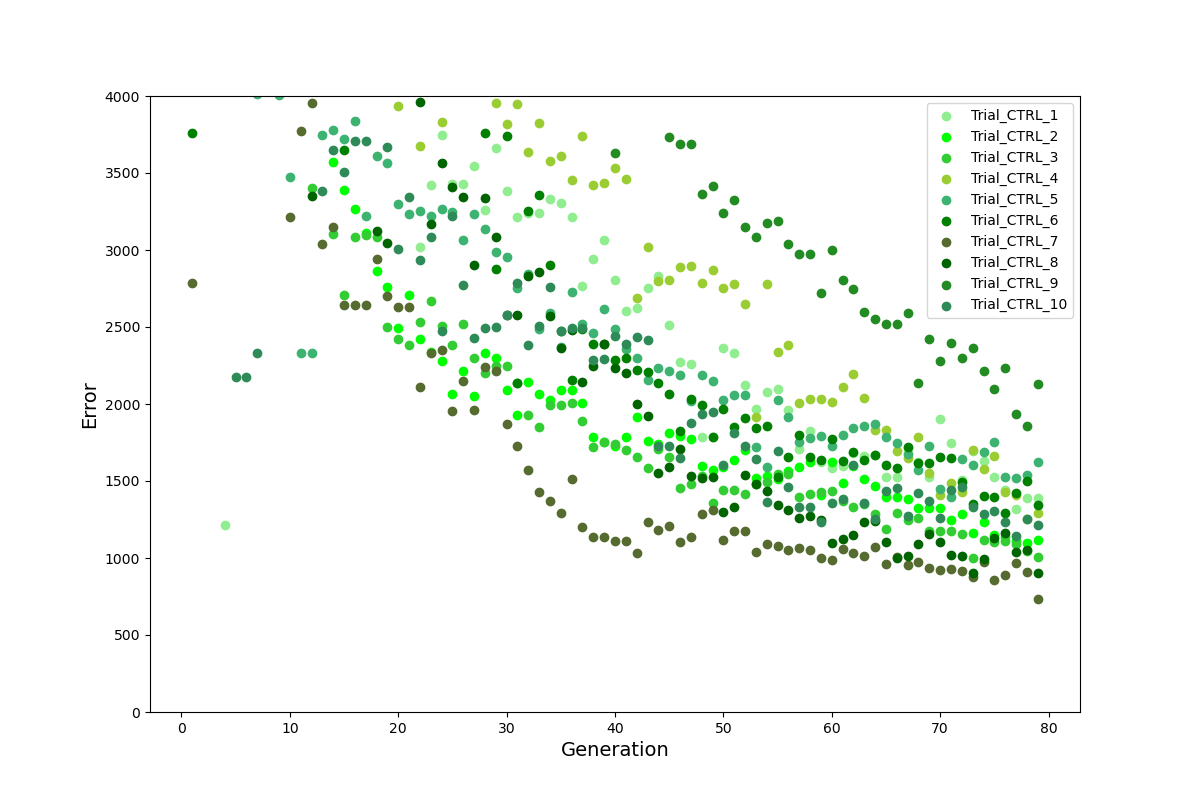 4000
3500
3000
2500
2000
1500
1000
500
0
Error
0 10 20 30 40 50 60 70 80
Generation
Trial_CTRL_1
Trial_CTRL_2
Trial_CTRL_3
Trial_CTRL_4
Trial_CTRL_5
Trial_CTRL_6
Trial_CTRL_7
Trial_CTRL_8
Trial_CTRL_9
Trial_CTRL_10